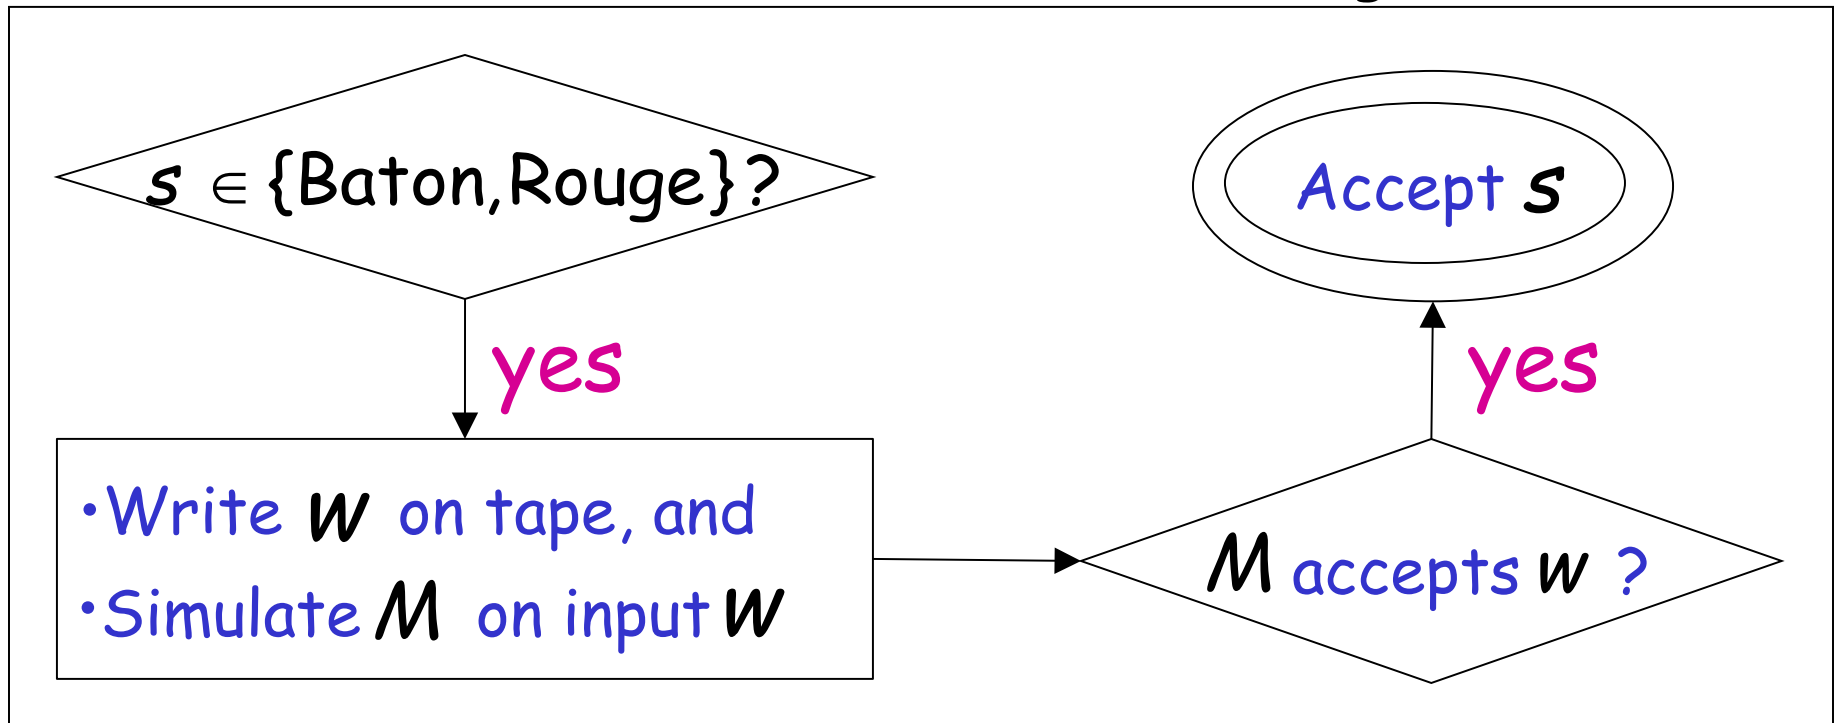 s ∈ {Baton,Rouge}?
Accept s
yes
yes
•Write w on tape, and
•Simulate M on input w
M accepts w ?